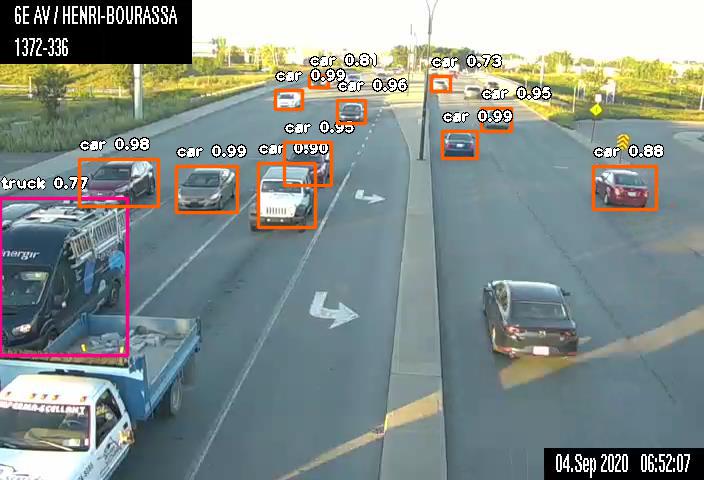 6E AV / HENRI-BOURASSA
1372-336
car 0.81
car 0.99
car 0.73
car 0.96
car 0.95
car 0.99
car 0.95
car 0.90
car 0.98
car 0.99
car 0.88
truck 0.77
nergir
04.Sep 2020 06:52:07